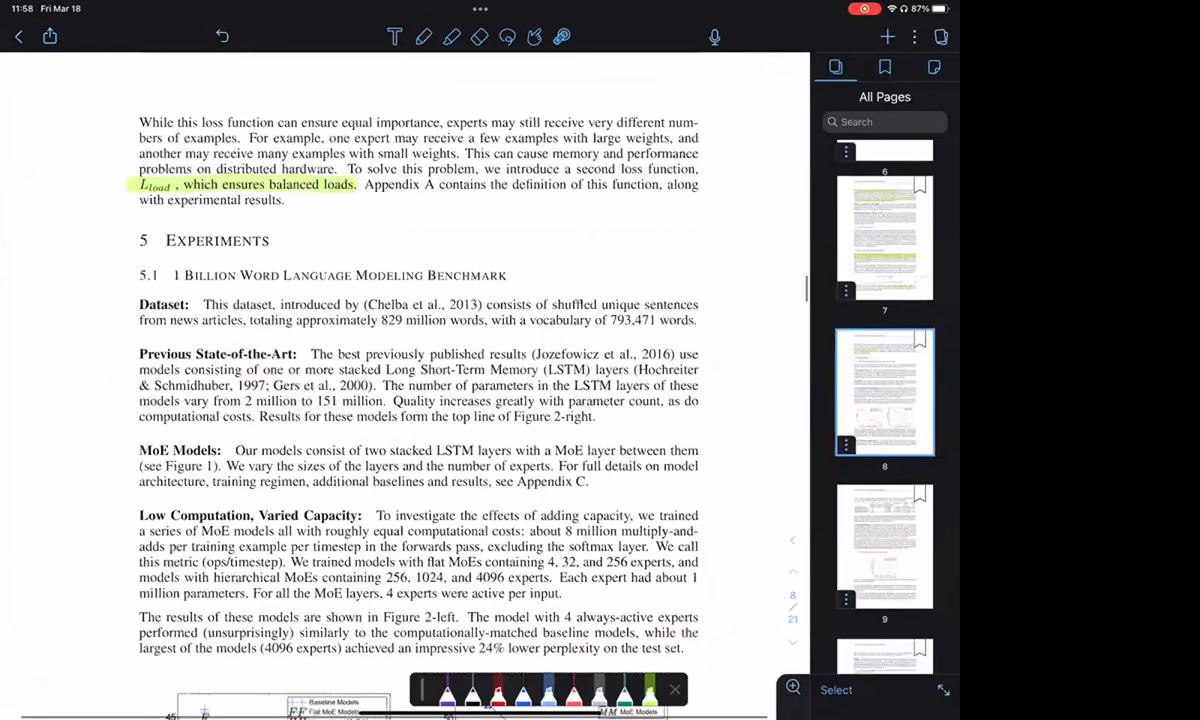 11:58 Fri Mar 18
87%
While this loss function can ensure equal importance, experts may still receive very different num-
bers of examples. For example, one expert may receive a few examples with large weights, and
another may receive many examples with small weights. This can cause memory and performance
problems on distributed hardware. To solve this problem, we introduce a second loss function,
L_load , which ensures balanced loads. Appendix A contains the definition of this function, along
with experimental results.
5 EXPERIMENTS
5.1 1 BILLION WORD LANGUAGE MODELING BENCHMARK
Dataset: This dataset, introduced by (Chelba et al., 2013) consists of shuffled unique sentences
from news articles, totaling approximately 829 million words, with a vocabulary of 793,471 words.
Previous State-of-the-Art: The best previously published results (Jozefowicz et al., 2016) use
models consisting of one or more stacked Long Short-Term Memory (LSTM) layers (Hochreiter
& Schmidhuber, 1997; Gers et al., 2000). The number of parameters in the LSTM layers of these
models vary from 2 million to 151 million. Quality increases greatly with parameter count, as do
computational costs. Results for these models form the top line of Figure 2-right.
MoE Models: Our models consist of two stacked LSTM layers with a MoE layer between them
(see Figure 1). We vary the sizes of the layers and the number of experts. For full details on model
architecture, training regimen, additional baselines and results, see Appendix C.
Low Computation, Varied Capacity: To investigate the effects of adding capacity, we trained
a series of MoE models all with roughly equal computational costs: about 8 million multiply-and-
adds per training example per timestep in the forwards pass, excluding the softmax layer. We call
this metric (ops/timestep). We trained models with flat MoEs containing 4, 32, and 256 experts, and
models with hierarchical MoEs containing 256, 1024, and 4096 experts. Each expert had about 1
million parameters. For all the MoE layers, 4 experts were active per input.
The results of these models are shown in Figure 2-left. The model with 4 always-active experts
performed (unsurprisingly) similarly to the computationally-matched baseline models, while the
largest of the models (4096 experts) achieved an impressive 24% lower perplexity on the test set.
Baseline Models
Flat MoE Models
MoE Models
45
8
/
21
All Pages
Search
6
7
8
9
Select